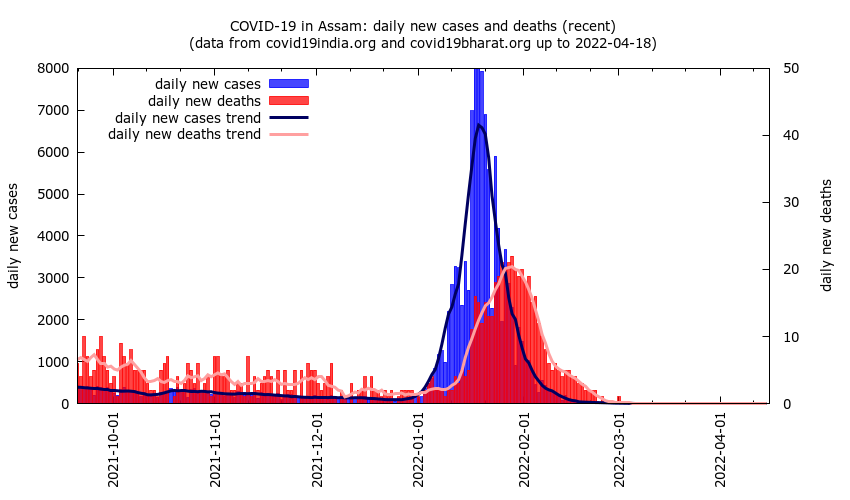 COVID-19 in Assam: daily new cases and deaths (recent)
(data from covid19india.org and covid19bharat.org up to 2022-04-18)
daily new cases
daily new deaths
daily new cases trend
daily new deaths trend
8000
7000
6000
5000
4000
3000
2000
1000
0
daily new cases
50
40
30
20
10
0
daily new deaths
2021-10-01
2021-11-01
2021-12-01
2022-01-01
2022-02-01
2022-03-01
2022-04-01